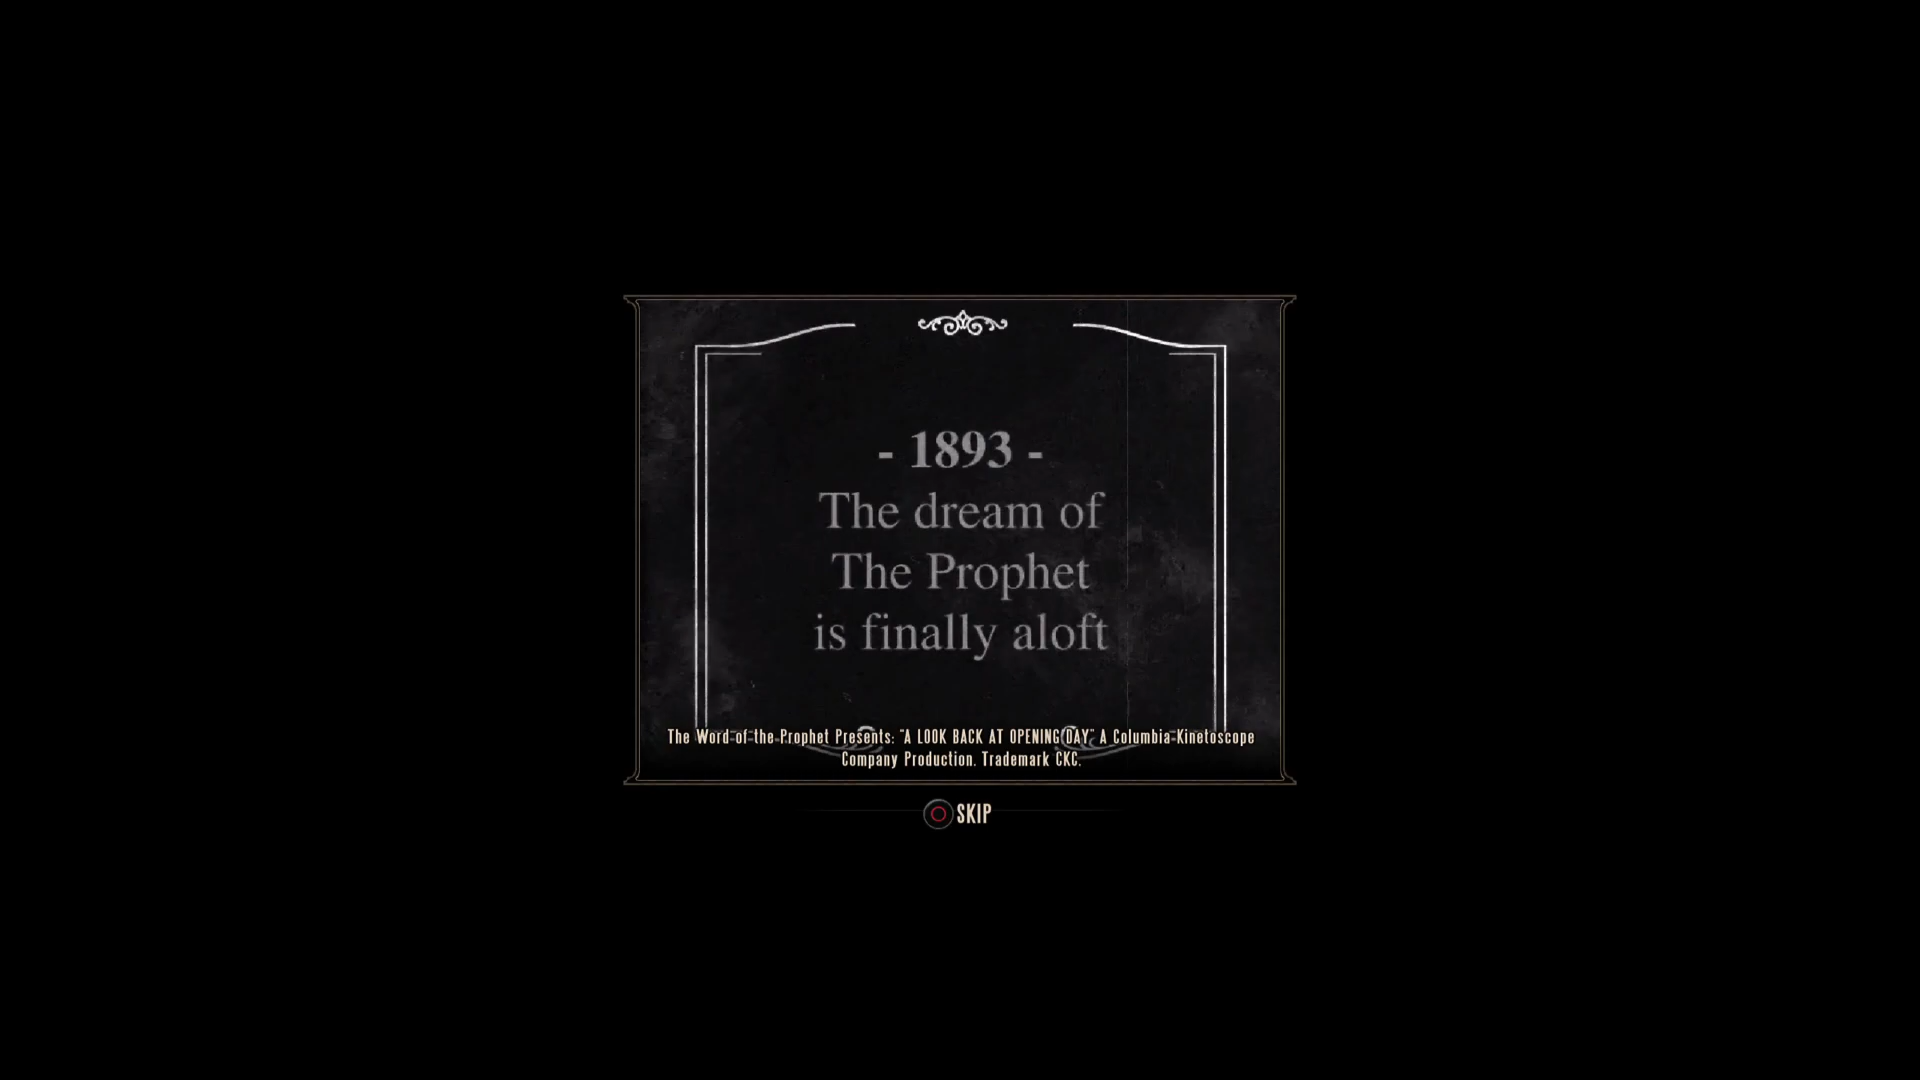 - 1893 -
The dream of
The Prophet
is finally aloft
The Word of the Prophet Presents: "A LOOK BACK AT OPENING DAY" A Columbia Kinetoscope
Company Production. Trademark CKC.
SKIP